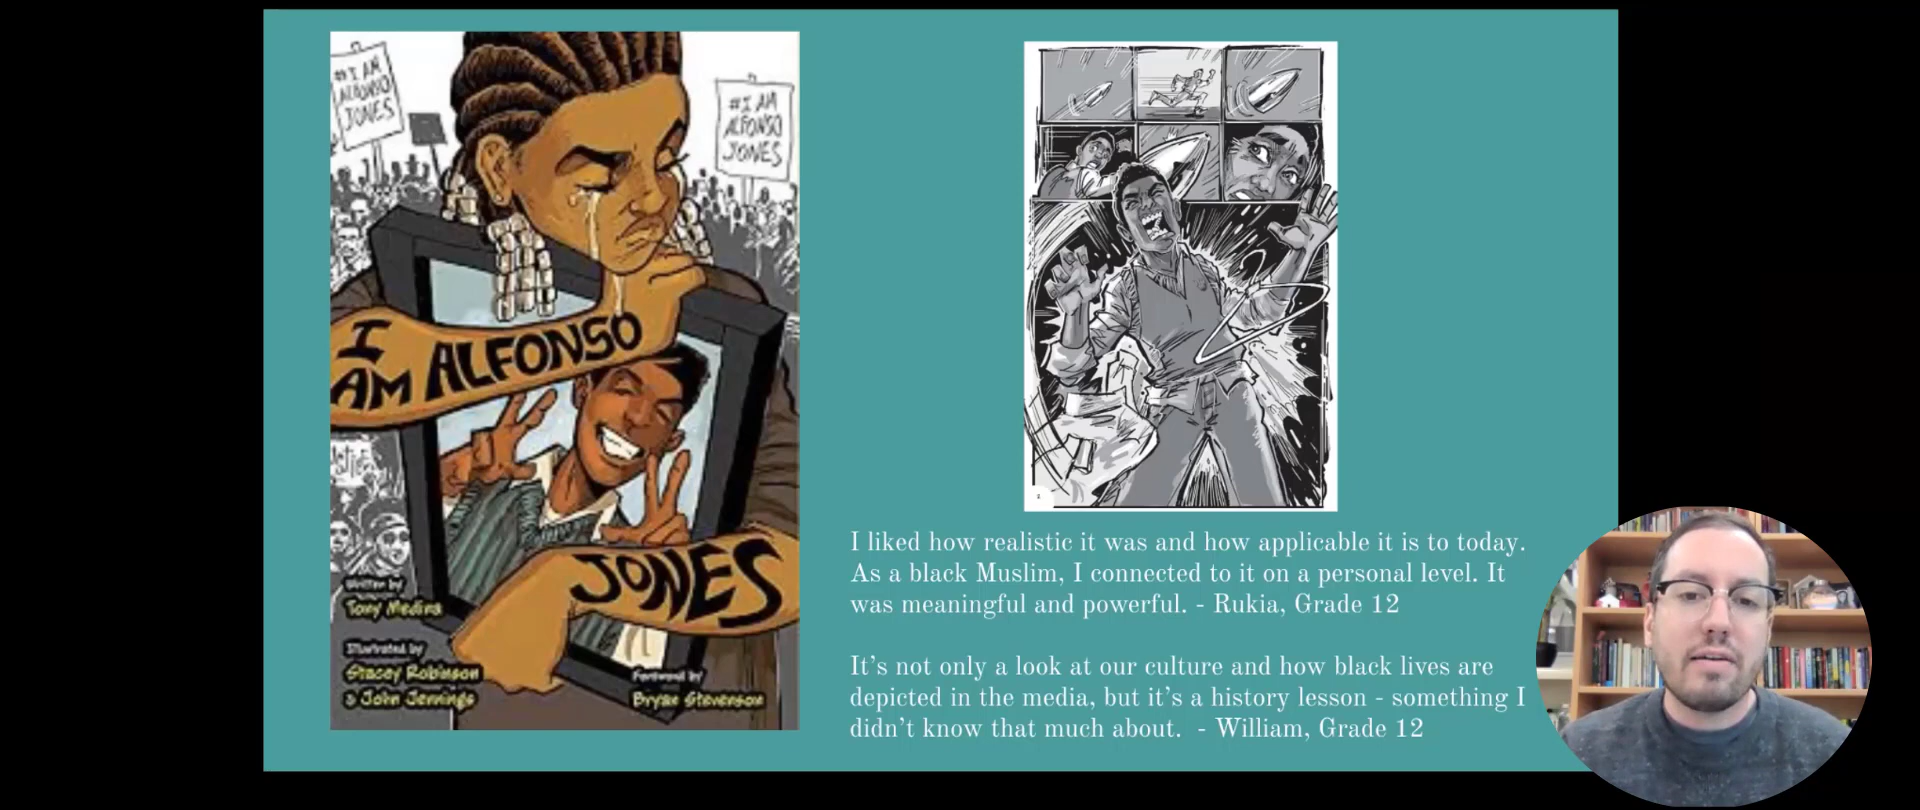 #I AM
ALFONSO
JONES
#I AM
ALFONSO
JONES
I
AM ALFONSO
JONES
Written by
Tony Medina
Illustrated by
Stacey Robinson
& John Jennings
Foreword by
Bryan Stevenson
I liked how realistic it was and how applicable it is to today.
As a black Muslim, I connected to it on a personal level. It
was meaningful and powerful. - Rukia, Grade 12
It's not only a look at our culture and how black lives are
depicted in the media, but it's a history lesson - something I
didn't know that much about.  - William, Grade 12